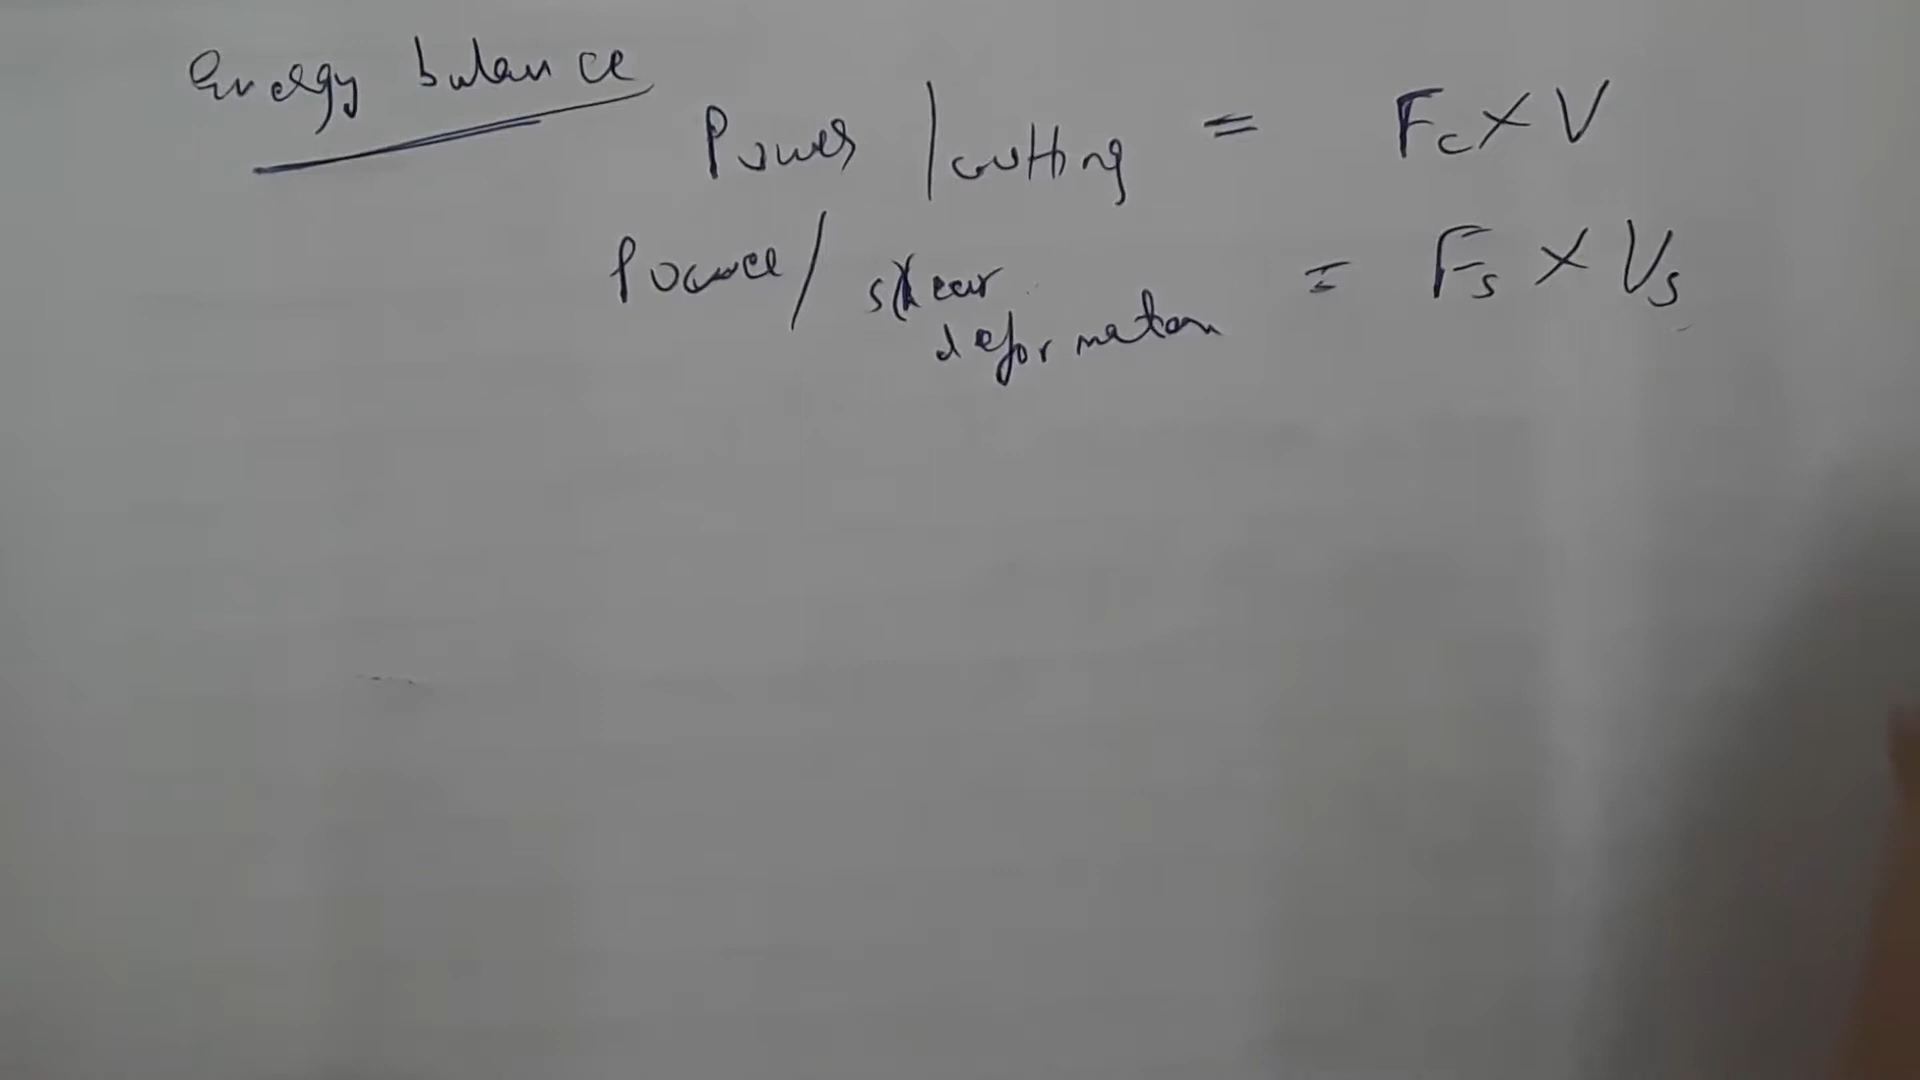 Energy balance
Power / cutting = Fc × V
Power / shear = Fs × Vs
deformation